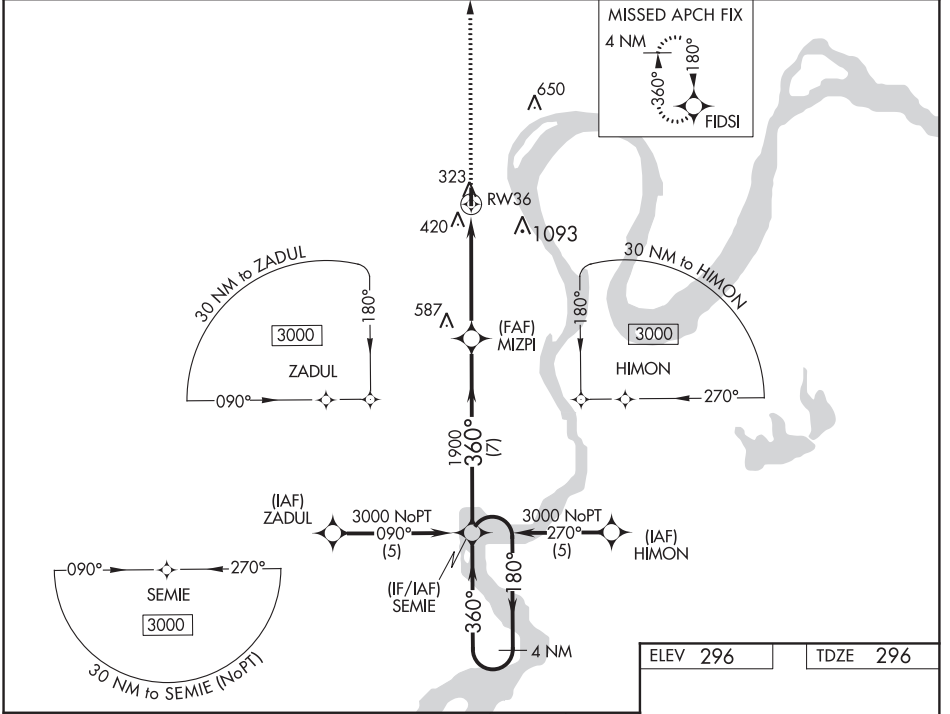 MISSED APCH FIX
4 NM
180°
360°
FIDSI
650
323
RW36
420
1093
30 NM to ZADUL
180°
3000
ZADUL
090°
587
(FAF)
MIZPI
30 NM to HIMON
180°
3000
HIMON
270°
1900
360°
(7)
(IAF)
ZADUL
3000 NoPT
090°
(5)
3000 NoPT
270°
(5)
(IAF)
HIMON
(IF/IAF)
SEMIE
360°
180°
4 NM
090°
270°
SEMIE
3000
30 NM to SEMIE (NoPT)
ELEV 296
TDZE 296